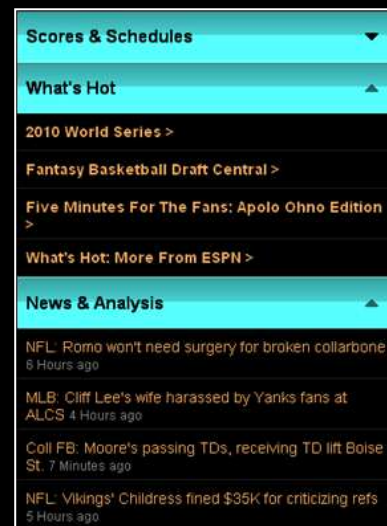 Scores & Schedules
What's Hot
2010 World Series >
Fantasy Basketball Draft Central >
Five Minutes For The Fans: Apolo Ohno Edition
>
What's Hot: More From ESPN >
News & Analysis
NFL: Romo won't need surgery for broken collarbone
6 Hours ago
MLB: Cliff Lee's wife harassed by Yanks fans at
ALCS 4 Hours ago
Coll FB: Moore's passing TDs, receiving TD lift Boise
St. 7 Minutes ago
NFL: Vikings' Childress fined $35K for criticizing refs
5 Hours ago